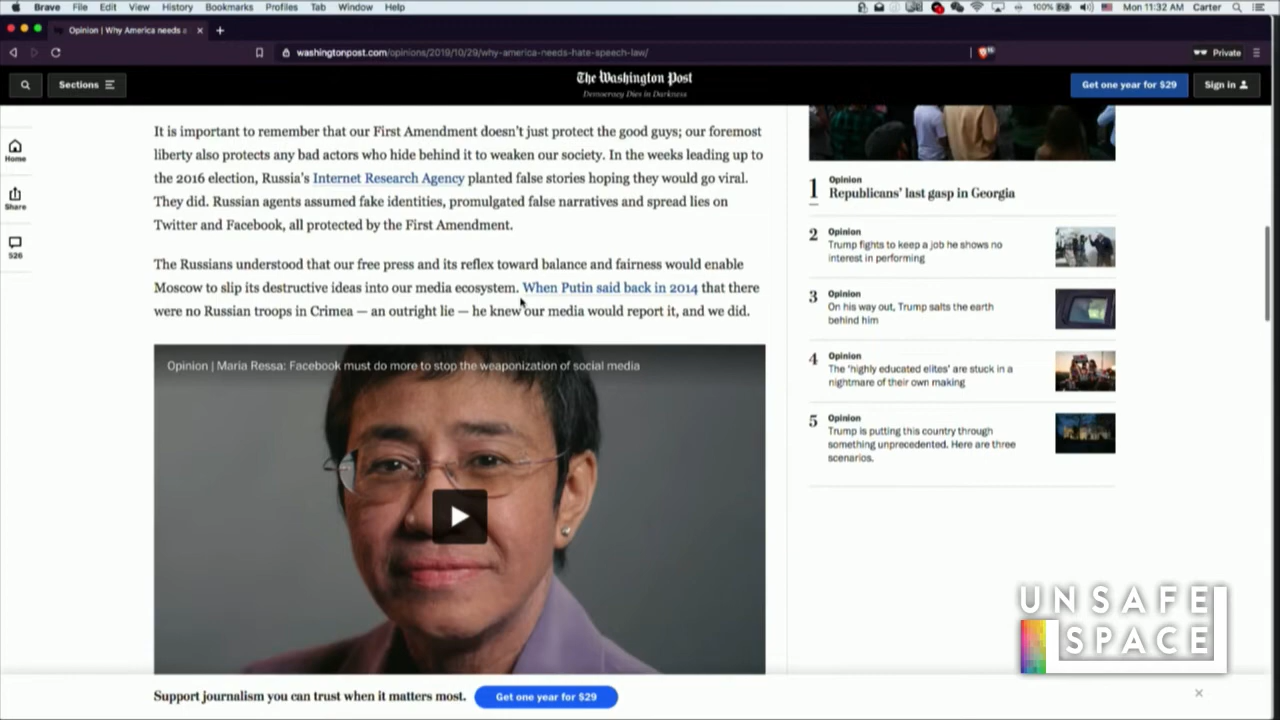 Brave File Edit View History Bookmarks Profiles Tab Window Help 100% Mon 11:32 AM Carter
Opinion | Why America needs a
washingtonpost.com/opinions/2019/10/29/why-america-needs-hate-speech-law/ Private
Sections The Washington Post Get one year for $29 Sign in
Democracy Dies in Darkness
Home
Share
526
It is important to remember that our First Amendment doesn't just protect the good guys; our foremost
liberty also protects any bad actors who hide behind it to weaken our society. In the weeks leading up to
the 2016 election, Russia's Internet Research Agency planted false stories hoping they would go viral.
They did. Russian agents assumed fake identities, promulgated false narratives and spread lies on
Twitter and Facebook, all protected by the First Amendment.
The Russians understood that our free press and its reflex toward balance and fairness would enable
Moscow to slip its destructive ideas into our media ecosystem. When Putin said back in 2014 that there
were no Russian troops in Crimea — an outright lie — he knew our media would report it, and we did.
Opinion | Maria Ressa: Facebook must do more to stop the weaponization of social media
1 Opinion
Republicans' last gasp in Georgia
2 Opinion
Trump fights to keep a job he shows no
interest in performing
3 Opinion
On his way out, Trump salts the earth
behind him
4 Opinion
The 'highly educated elites' are stuck in a
nightmare of their own making
5 Opinion
Trump is putting this country through
something unprecedented. Here are three
scenarios.
UNSAFE
SPACE
Support journalism you can trust when it matters most. Get one year for $29